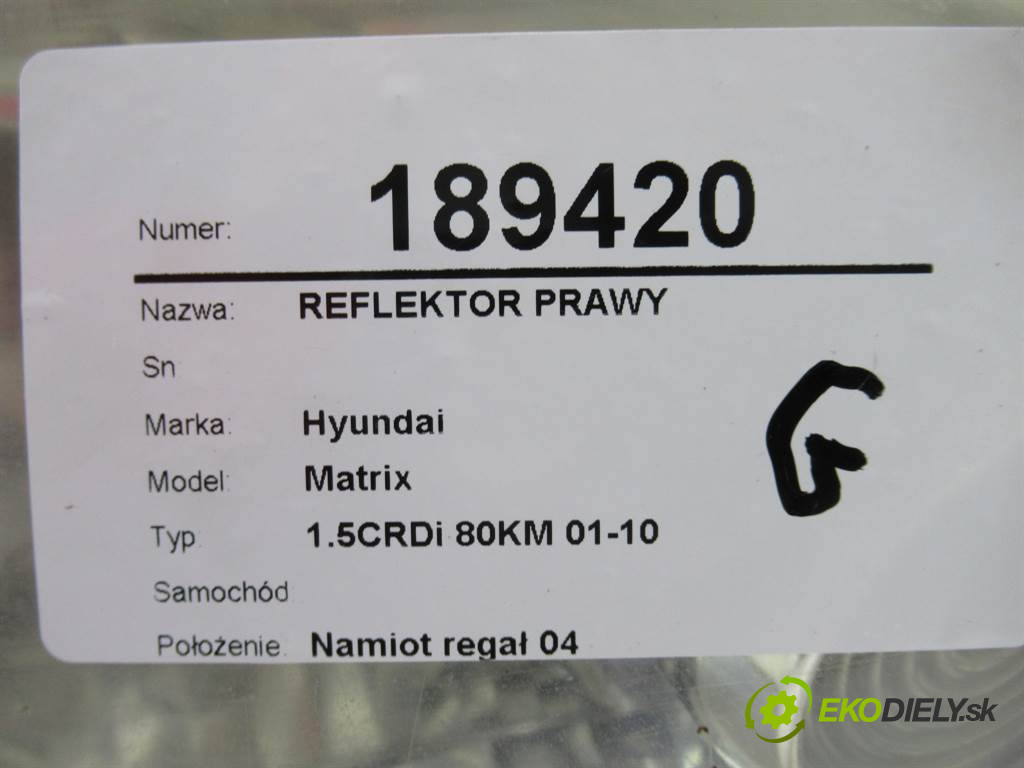 Numer: 189420
Nazwa: REFLEKTOR PRAWY
Sn
Marka: Hyundai
G
Model: Matrix
Typ 1.5CRDi 80KM 01-10
Samochód
Położenie: Namiot regał 04
EKODIELY.sk